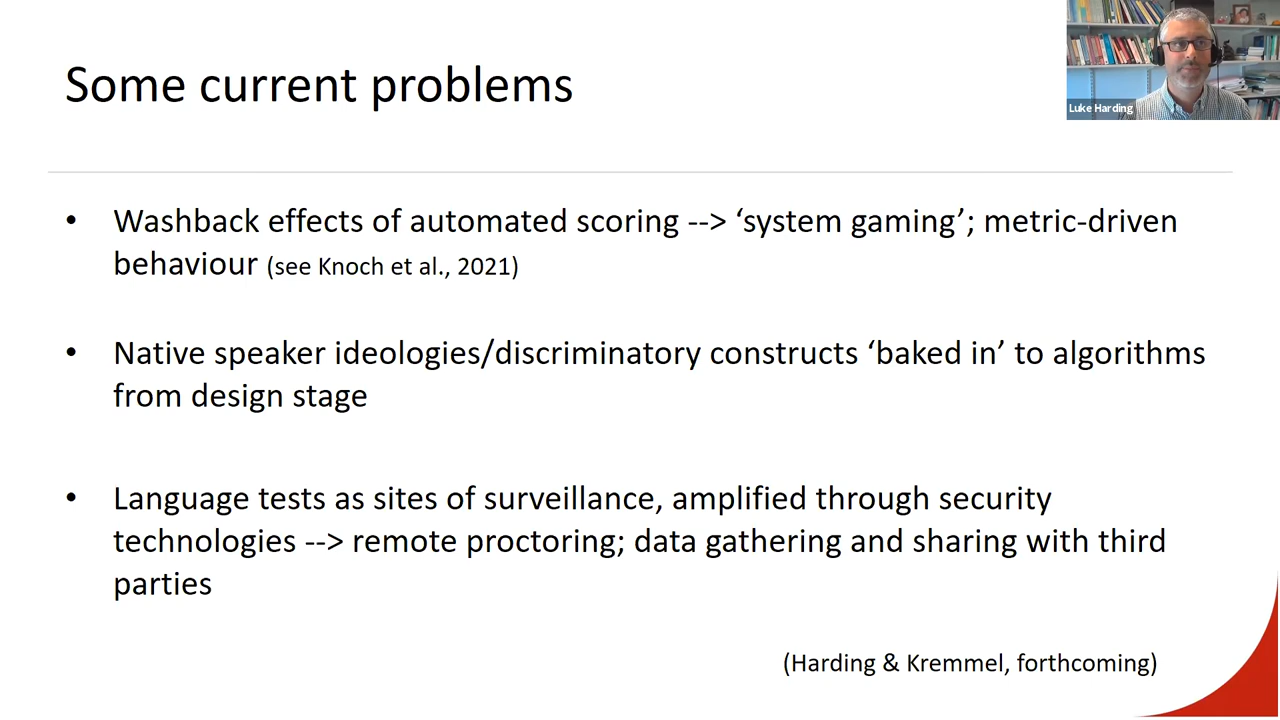 Some current problems
Luke Harding
• Washback effects of automated scoring --> ‘system gaming’; metric-driven
behaviour (see Knoch et al., 2021)
• Native speaker ideologies/discriminatory constructs ‘baked in’ to algorithms
from design stage
• Language tests as sites of surveillance, amplified through security
technologies --> remote proctoring; data gathering and sharing with third
parties
(Harding & Kremmel, forthcoming)